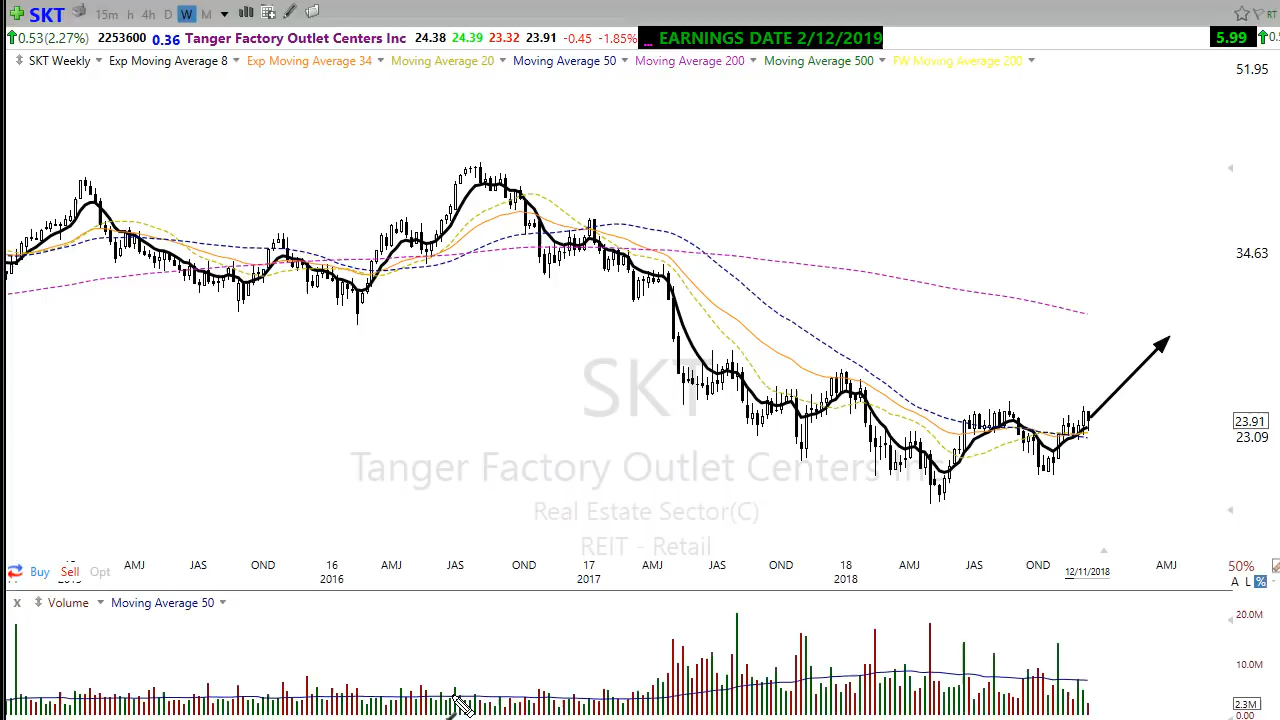 SKT 15m h 4h D W M RT
0.53(2.27%) 2253600 0.36 Tanger Factory Outlet Centers Inc 24.38 24.39 23.32 23.91 -0.45 -1.85% EARNINGS DATE 2/12/2019 5.99
SKT Weekly Exp Moving Average 8 Exp Moving Average 34 Moving Average 20 Moving Average 50 Moving Average 200 Moving Average 500 FW Moving Average 200
51.95
34.63
SKT
23.91
23.09
Tanger Factory Outlet Centers Inc
Real Estate Sector(C)
REIT - Retail
AMJ JAS OND 16 AMJ JAS OND 17 AMJ JAS OND 18 AMJ JAS OND AMJ 50%
Buy Sell Opt 2016 2017 2018 12/11/2018 A L %
x Volume Moving Average 50
20.0M
10.0M
2.3M
0.00